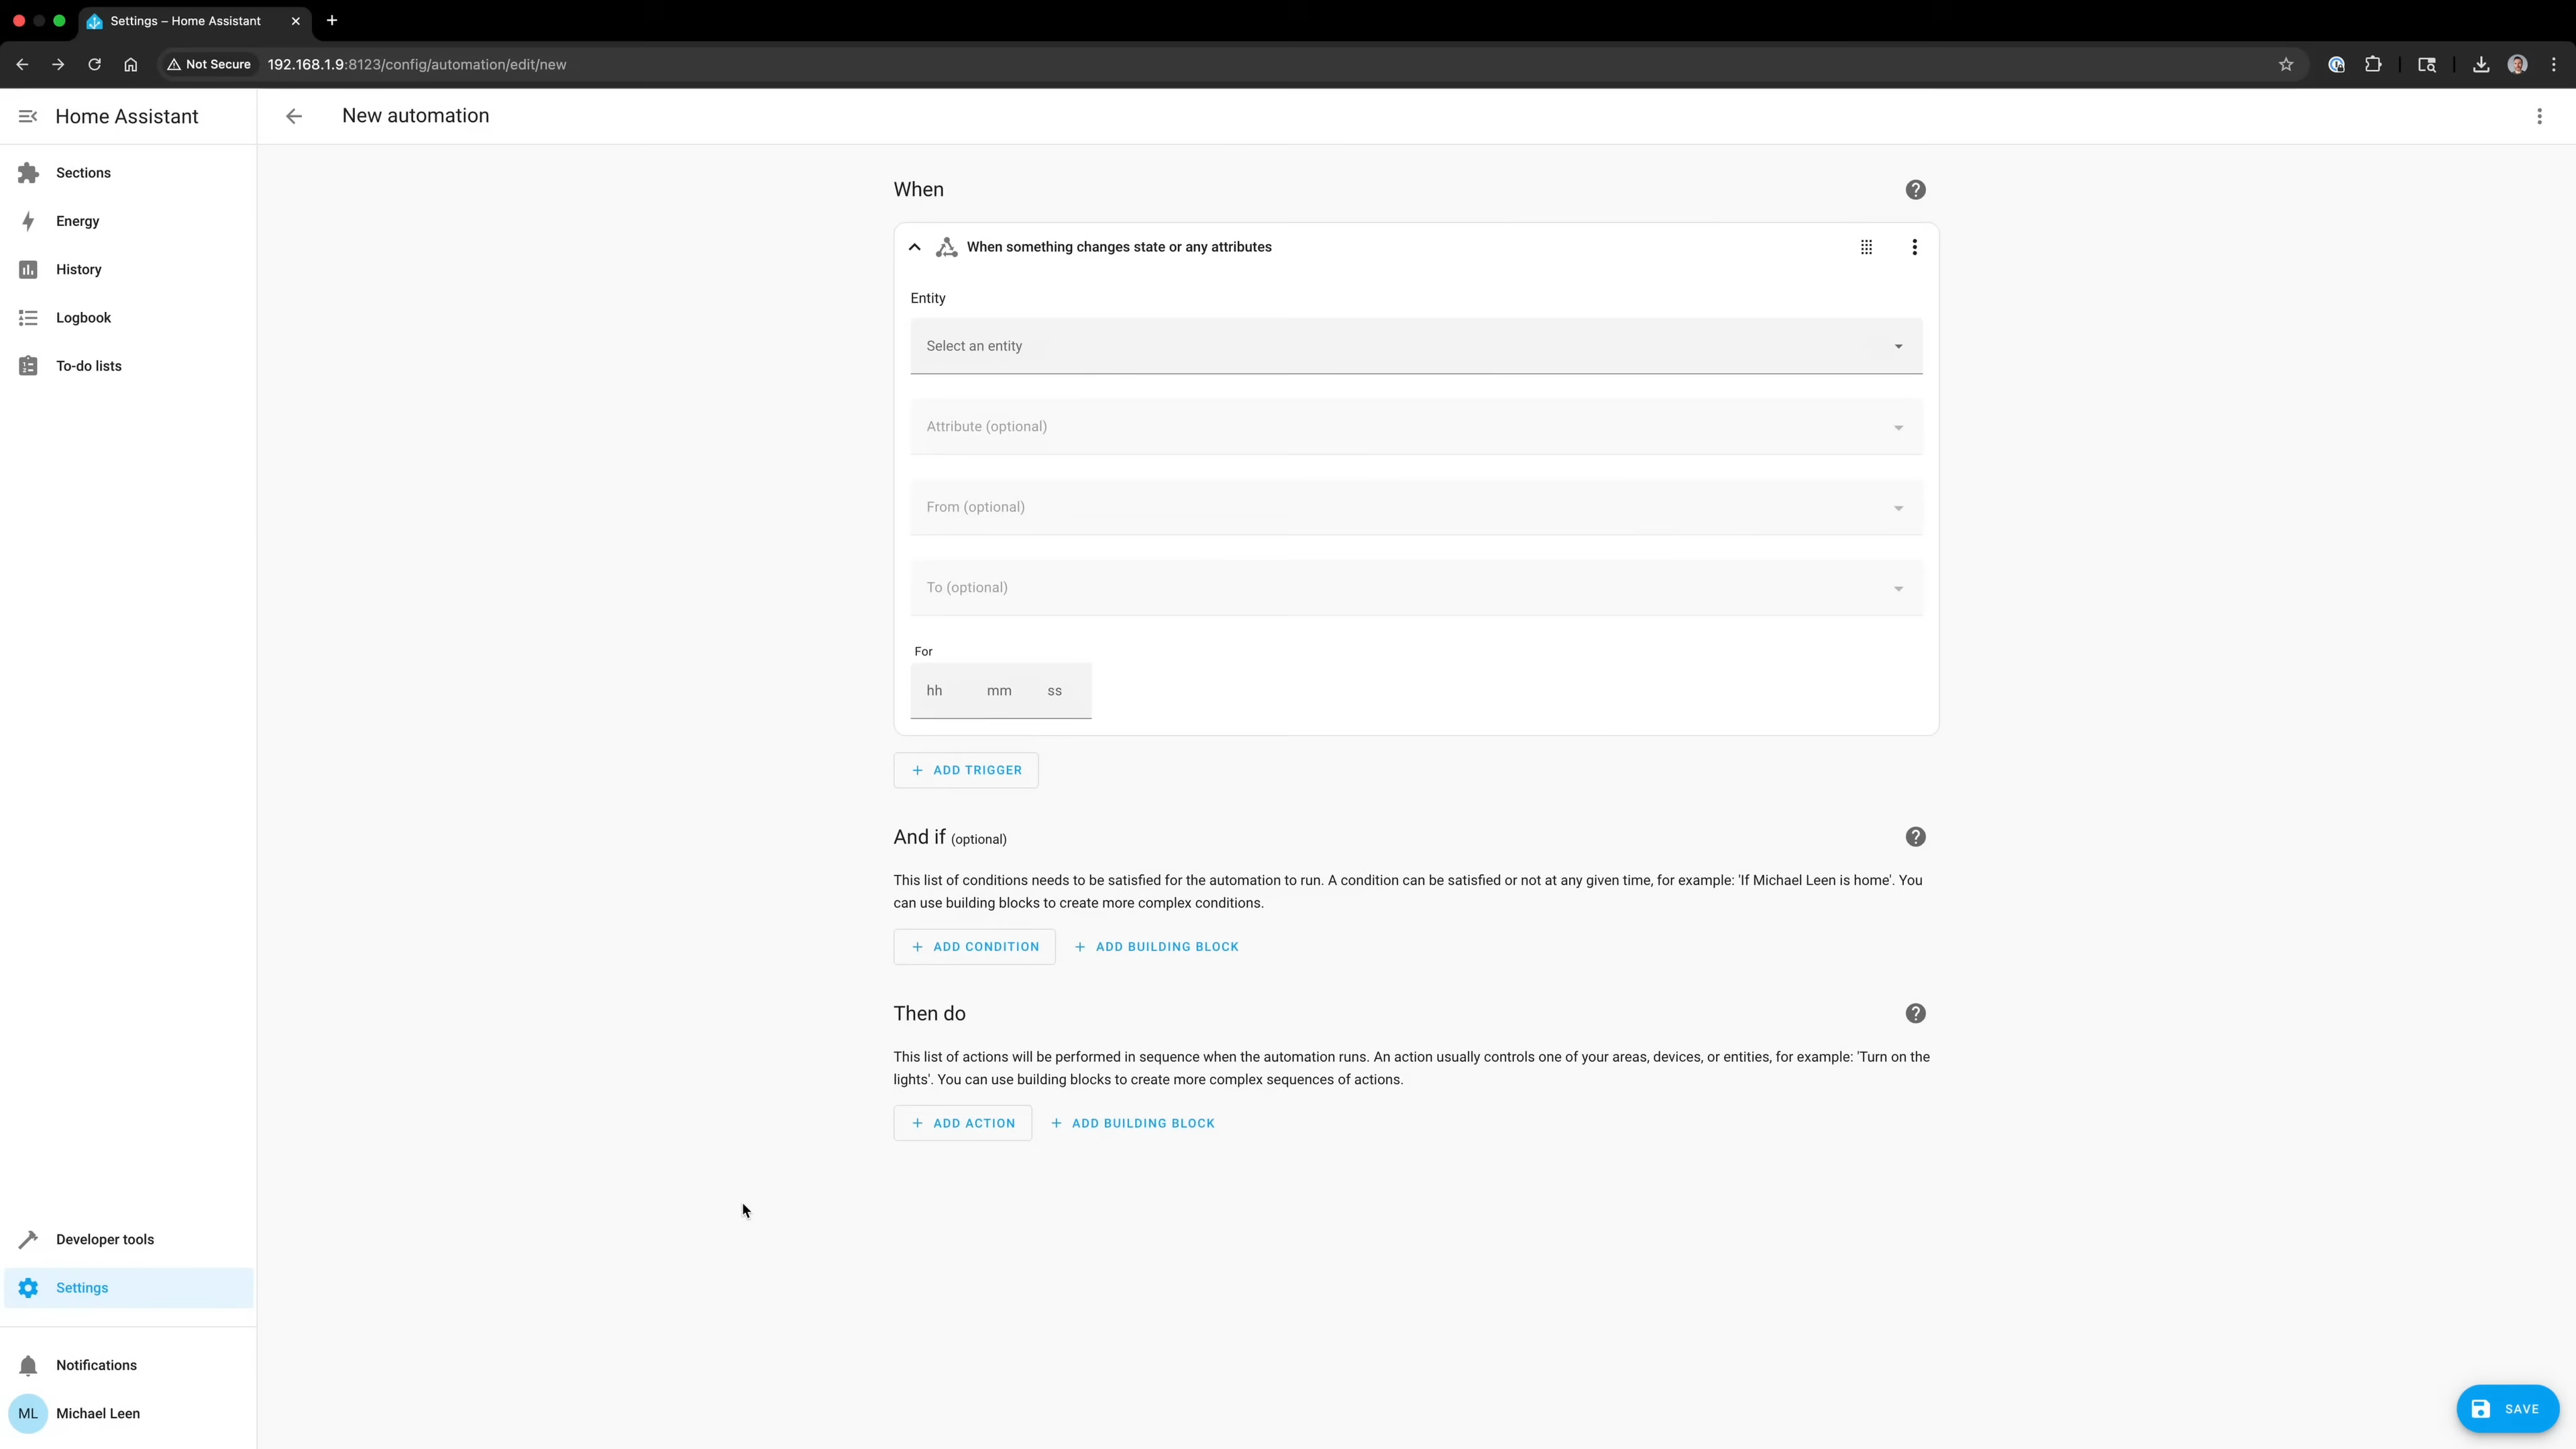 Settings – Home Assistant
Not Secure
192.168.1.9:8123/config/automation/edit/new
Home Assistant
New automation
Sections
Energy
History
Logbook
To-do lists
When
When something changes state or any attributes
Entity
Select an entity
Attribute (optional)
From (optional)
To (optional)
For
hh mm ss
ADD TRIGGER
And if (optional)
This list of conditions needs to be satisfied for the automation to run. A condition can be satisfied or not at any given time, for example: 'If Michael Leen is home'. You
can use building blocks to create more complex conditions.
ADD CONDITION
ADD BUILDING BLOCK
Then do
This list of actions will be performed in sequence when the automation runs. An action usually controls one of your areas, devices, or entities, for example: 'Turn on the
lights'. You can use building blocks to create more complex sequences of actions.
ADD ACTION
ADD BUILDING BLOCK
Developer tools
Settings
Notifications
ML Michael Leen
SAVE